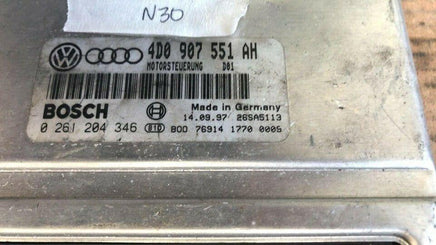 N30
4D0 907 551 AH
MOTORSTEUERUNG D01
BOSCH Made in Germany
14.09.97 26SA5113
0 261 204 346 BOO 76914 1770 0005